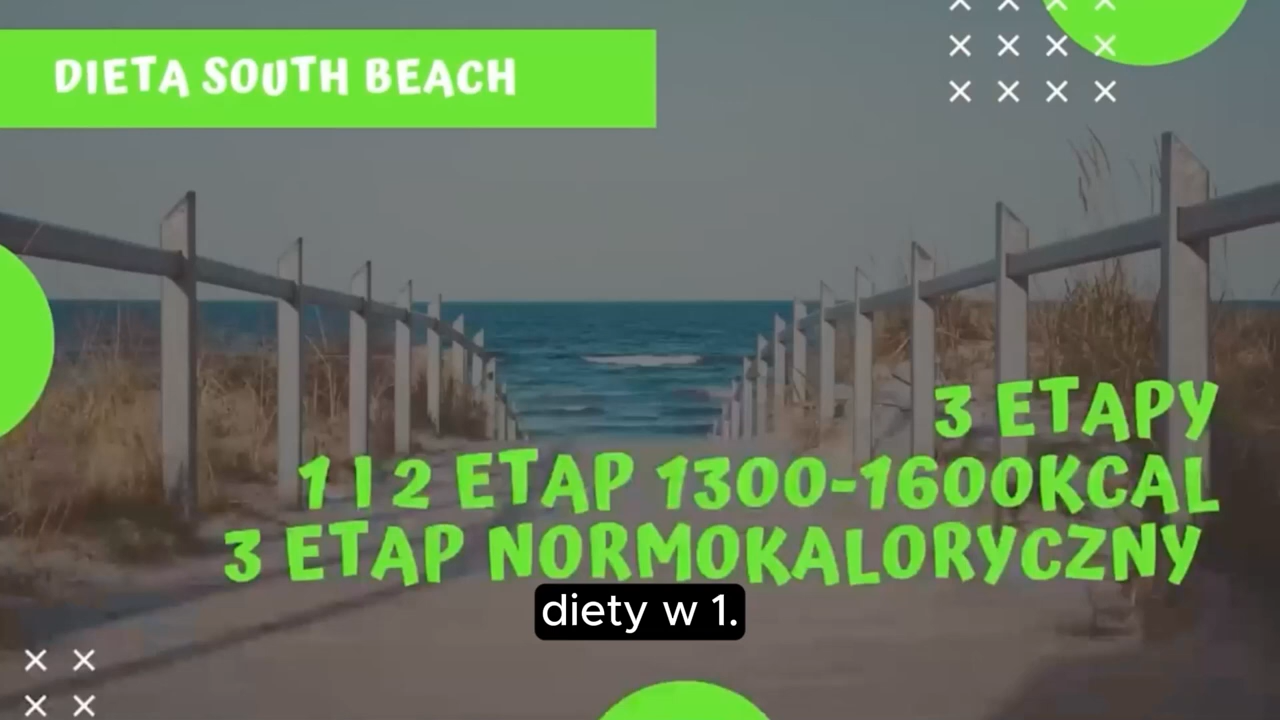 DIETA SOUTH BEACH
3 ETAPY
1 I 2 ETAP 1300-1600KCAL
3 ETAP NORMOKALORYCZNY
diety w 1.